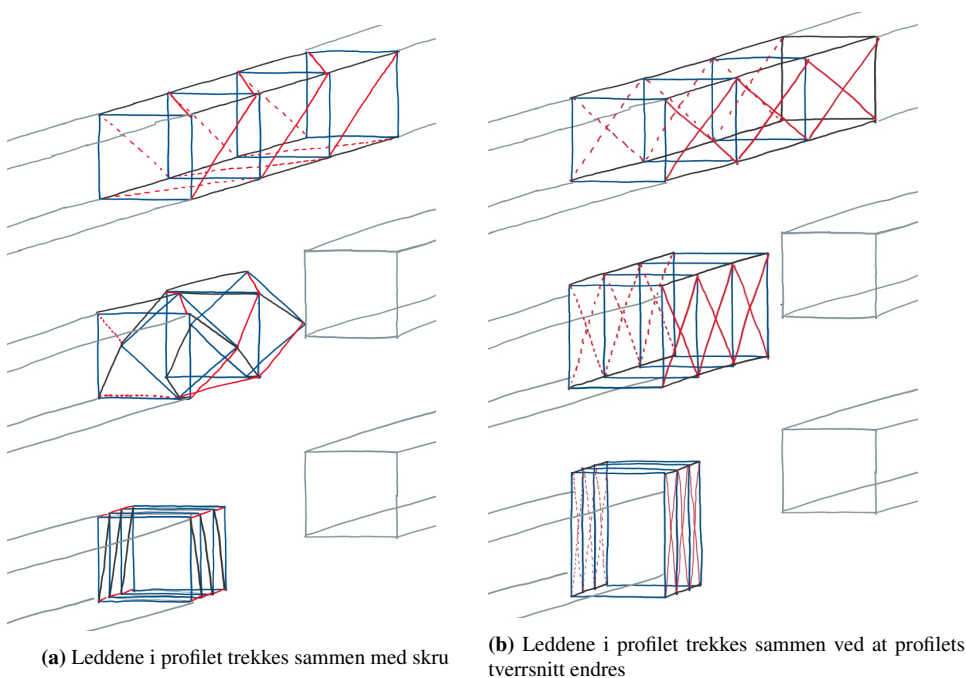 (a) Leddene i profilet trekkes sammen med skru
(b) Leddene i profilet trekkes sammen ved at profilets
tverrsnitt endres